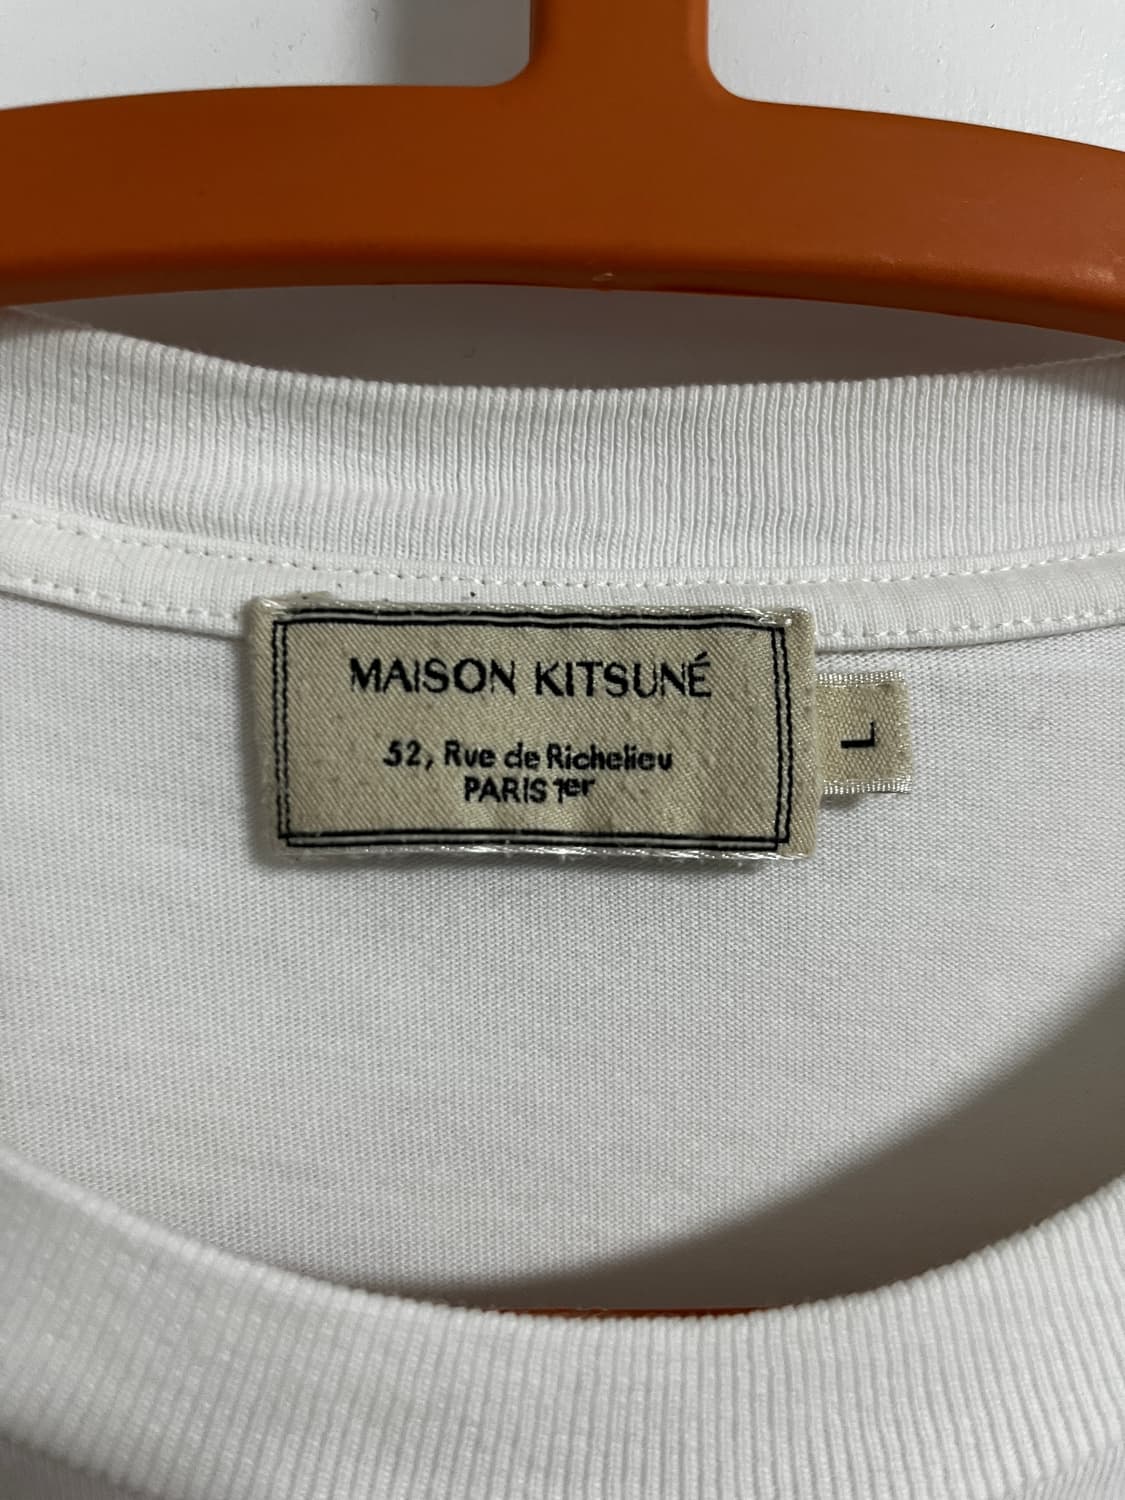 MAISON KITSUNÉ
52, Rue de Richelieu
PARIS 1er
L